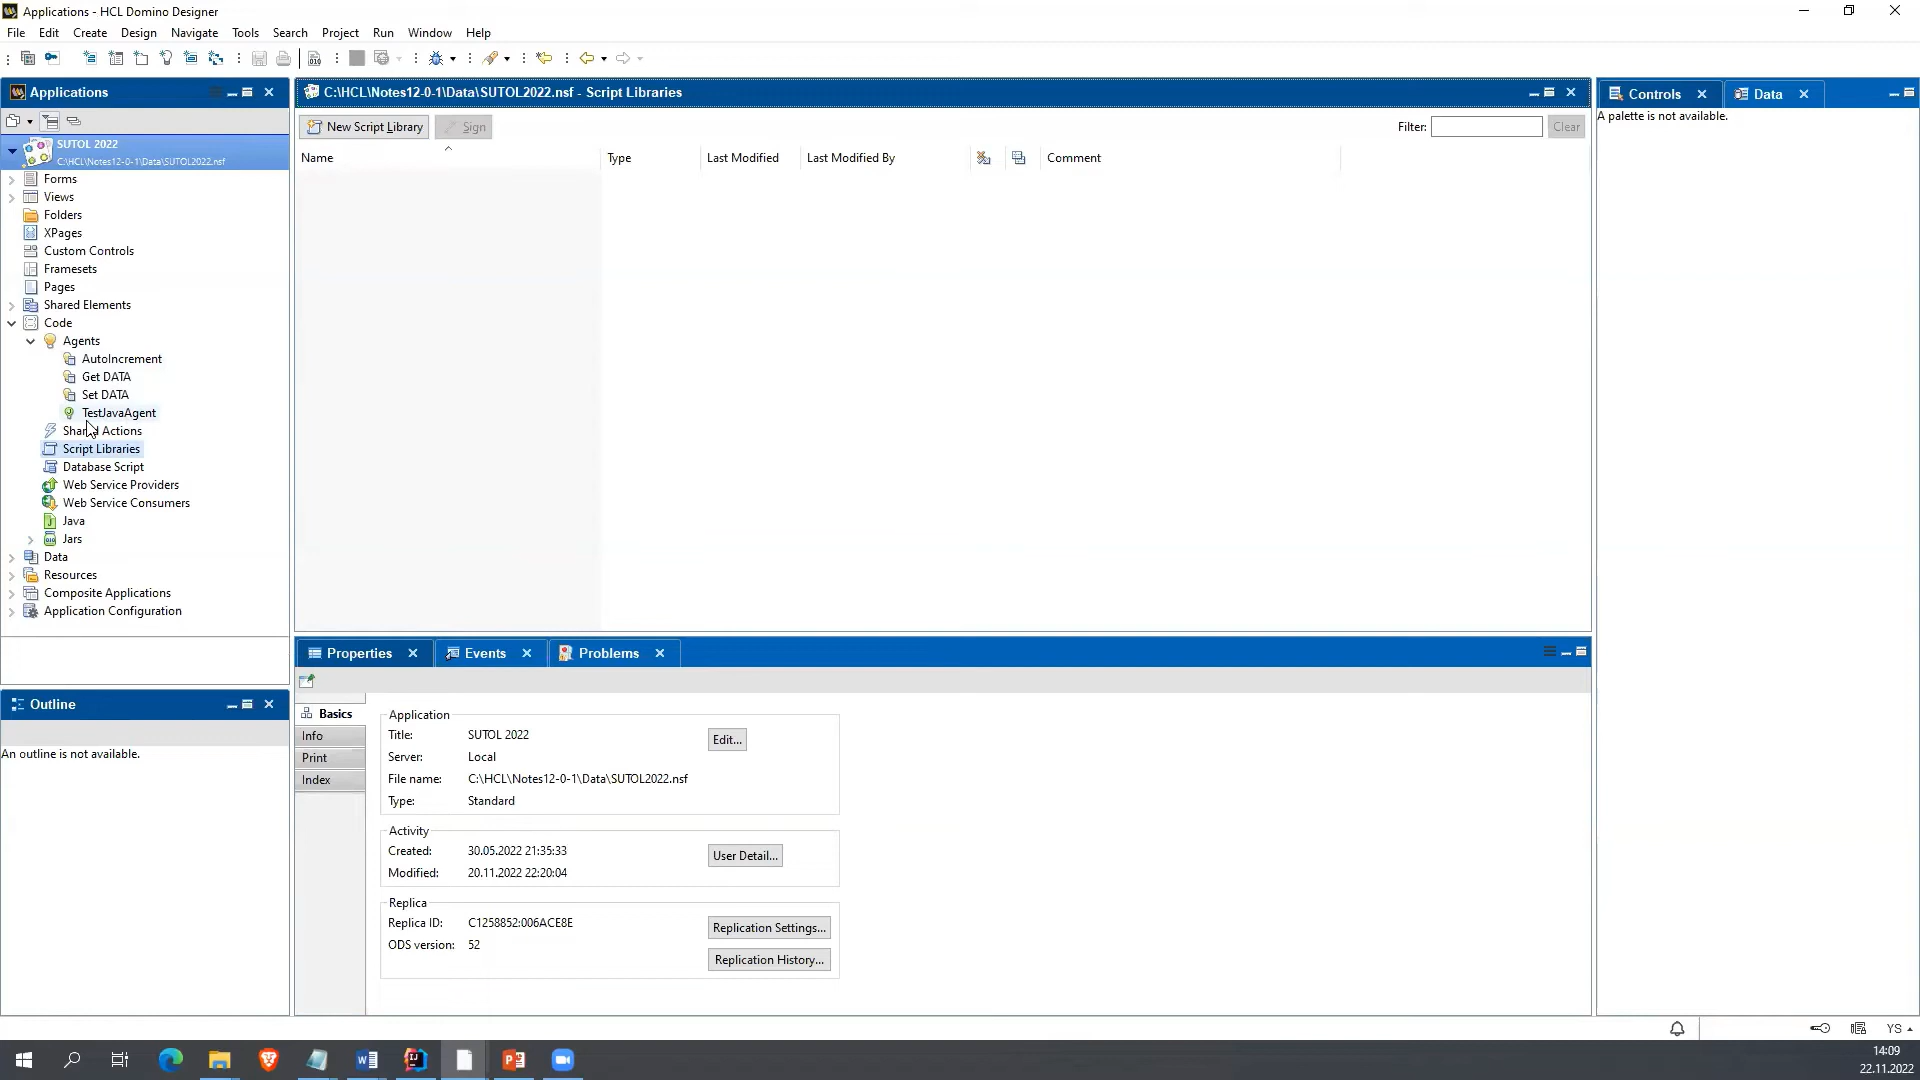 Applications - HCL Domino Designer
File Edit Create Design Navigate Tools Search Project Run Window Help
Applications
SUTOL 2022
C:\HCL\Notes12-0-1\Data\SUTOL2022.nsf
Forms
Views
Folders
XPages
Custom Controls
Framesets
Pages
Shared Elements
Code
Agents
AutoIncrement
Get DATA
Set DATA
TestJavaAgent
Shared Actions
Script Libraries
Database Script
Web Service Providers
Web Service Consumers
Java
Jars
Data
Resources
Composite Applications
Application Configuration
Outline
An outline is not available.
C:\HCL\Notes12-0-1\Data\SUTOL2022.nsf - Script Libraries
New Script Library Sign Filter: Clear
Name Type Last Modified Last Modified By Comment
Properties Events Problems
Basics
Info
Print
Index
Application
Title: SUTOL 2022 Edit...
Server: Local
File name: C:\HCL\Notes12-0-1\Data\SUTOL2022.nsf
Type: Standard
Activity
Created: 30.05.2022 21:35:33 User Detail...
Modified: 20.11.2022 22:20:04
Replica
Replica ID: C1258852:006ACE8E Replication Settings...
ODS version: 52
Replication History...
Controls Data
A palette is not available.
YS
14:09
22.11.2022